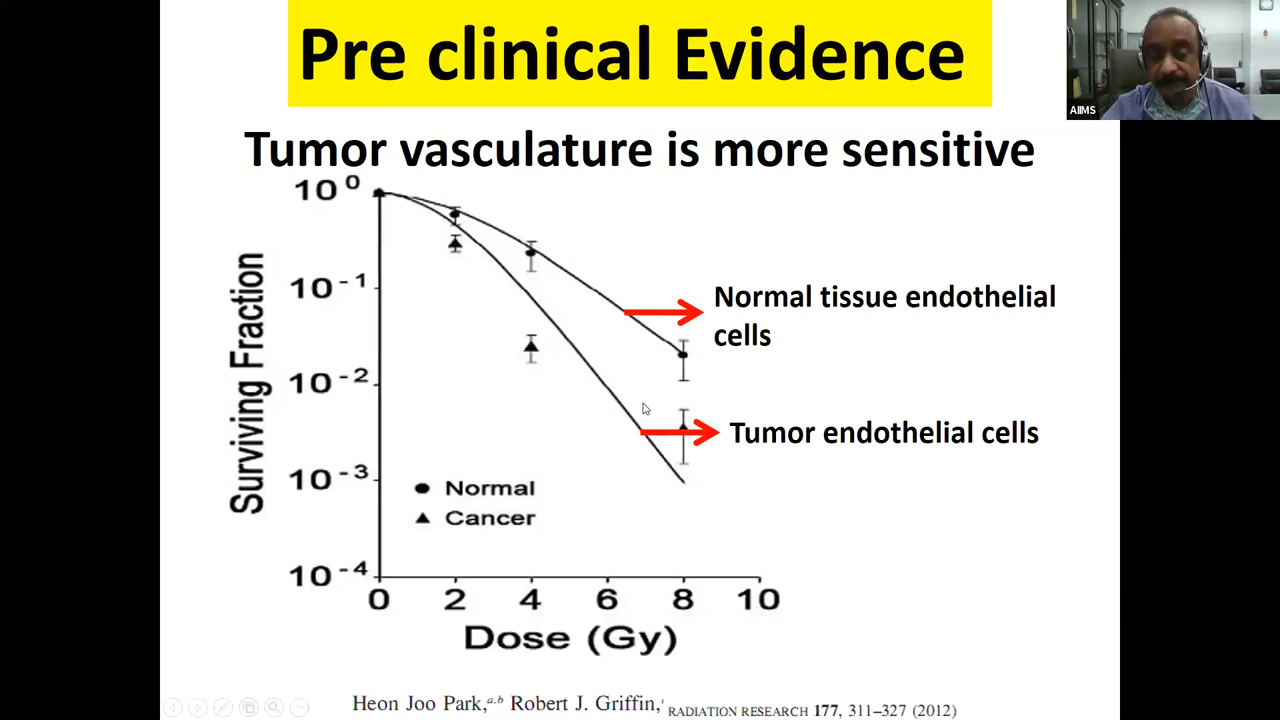 Pre clinical Evidence
AIIMS
Tumor vasculature is more sensitive
10⁰
10⁻¹
10⁻²
10⁻³
10⁻⁴
Surviving Fraction
Normal tissue endothelial
cells
Tumor endothelial cells
Normal
Cancer
0 2 4 6 8 10
Dose (Gy)
Heon Joo Park,ᵃ·ᵇ Robert J. Griffin,
RADIATION RESEARCH 177, 311–327 (2012)